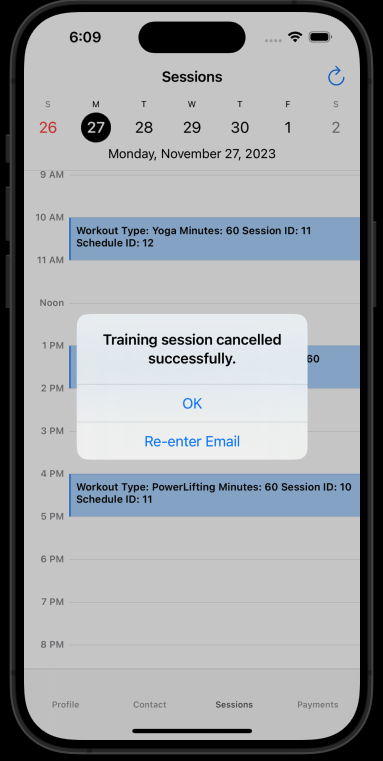 6:09
Sessions
S M T W T F S
26 27 28 29 30 1 2
Monday, November 27, 2023
9 AM
10 AM
Workout Type: Yoga Minutes: 60 Session ID: 11
Schedule ID: 12
11 AM
Noon
Training session cancelled
successfully.
1 PM
60
2 PM
OK
3 PM
Re-enter Email
4 PM
Workout Type: PowerLifting Minutes: 60 Session ID: 10
Schedule ID: 11
5 PM
6 PM
7 PM
8 PM
Profile Contact Sessions Payments